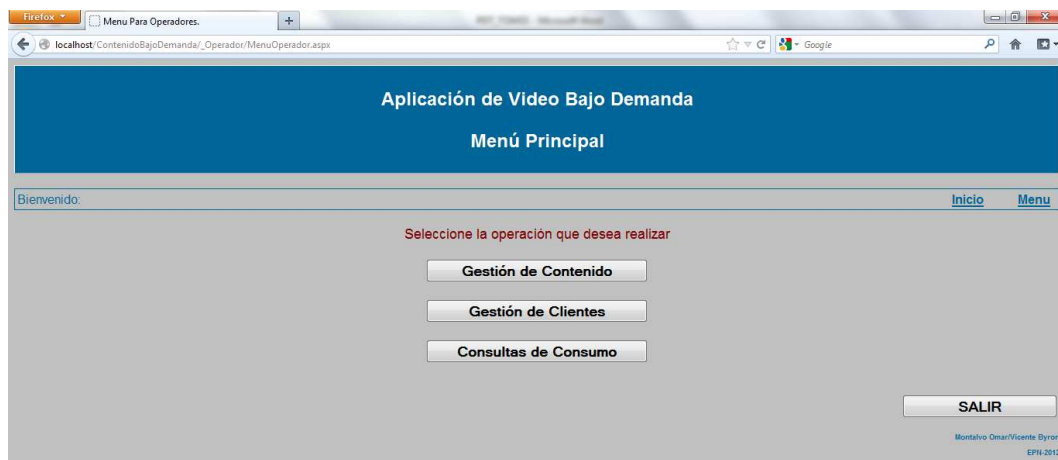 Firefox
Menu Para Operadores.
localhost/ContenidoBajoDemanda/_Operador/MenuOperador.aspx
Google
Aplicación de Video Bajo Demanda
Menú Principal
Bienvenido: Inicio Menu
Seleccione la operación que desea realizar
Gestión de Contenido
Gestión de Clientes
Consultas de Consumo
SALIR
Montalvo Omar/Vicente Byron